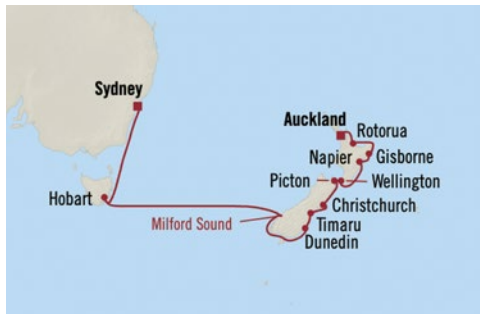 Sydney
Auckland
Rotorua
Napier
Gisborne
Picton
Wellington
Hobart
Christchurch
Milford Sound
Timaru
Dunedin